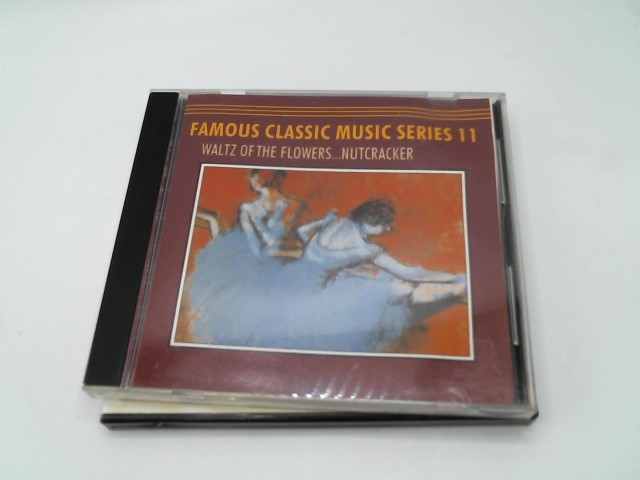 FAMOUS CLASSIC MUSIC SERIES 11
WALTZ OF THE FLOWERS...NUTCRACKER